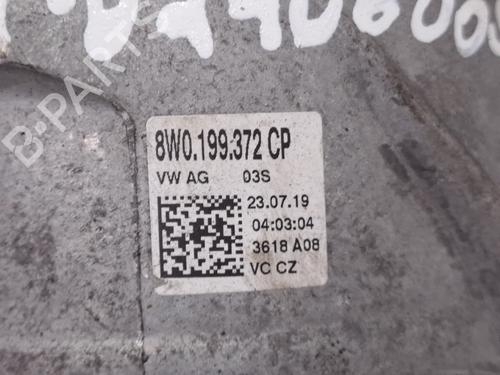 8W0.199.372 CP
VW AG 03S
23.07.19
04:03:04
3618 A08
VC CZ
B-PARTS